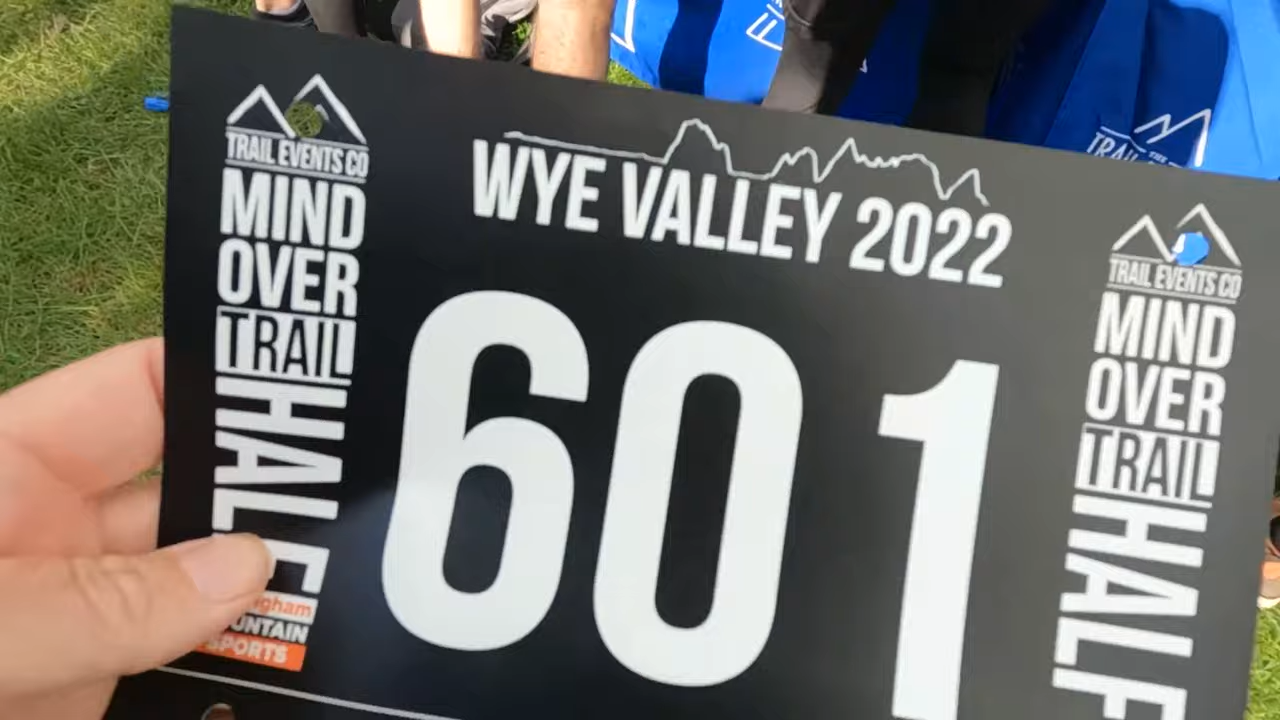 TRAIL EVENTS CO
MIND
OVER
TRAIL
HALF
SPORTS
WYE VALLEY 2022
601
TRAIL EVENTS CO
MIND
OVER
TRAIL
HALF
TRAIL